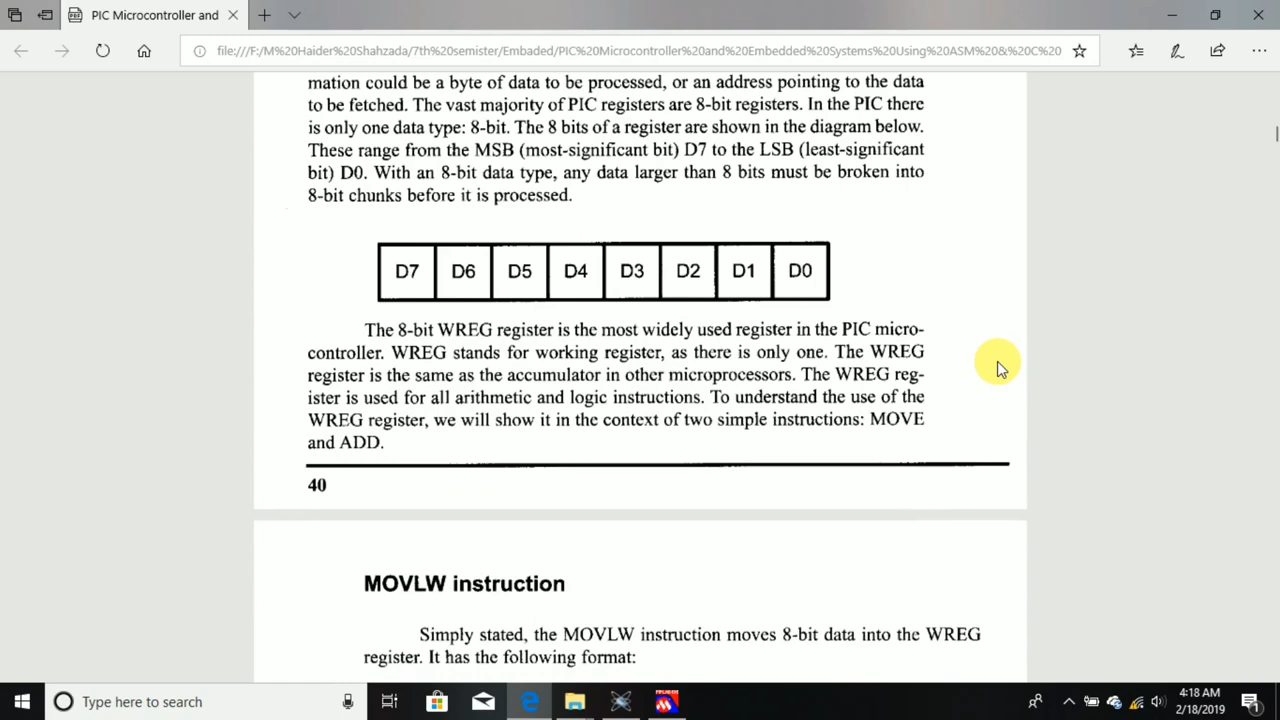 PIC Microcontroller and
file:///F:/M%20Haider%20Shahzada/7th%20semister/Embaded/PIC%20Microcontroller%20and%20Embedded%20Systems%20Using%20ASM%20&%20C%20
mation could be a byte of data to be processed, or an address pointing to the data
to be fetched. The vast majority of PIC registers are 8-bit registers. In the PIC there
is only one data type: 8-bit. The 8 bits of a register are shown in the diagram below.
These range from the MSB (most-significant bit) D7 to the LSB (least-significant
bit) D0. With an 8-bit data type, any data larger than 8 bits must be broken into
8-bit chunks before it is processed.
D7 D6 D5 D4 D3 D2 D1 D0
The 8-bit WREG register is the most widely used register in the PIC micro-
controller. WREG stands for working register, as there is only one. The WREG
register is the same as the accumulator in other microprocessors. The WREG reg-
ister is used for all arithmetic and logic instructions. To understand the use of the
WREG register, we will show it in the context of two simple instructions: MOVE
and ADD.
40
MOVLW instruction
Simply stated, the MOVLW instruction moves 8-bit data into the WREG
register. It has the following format:
Type here to search
4:18 AM
2/18/2019
1